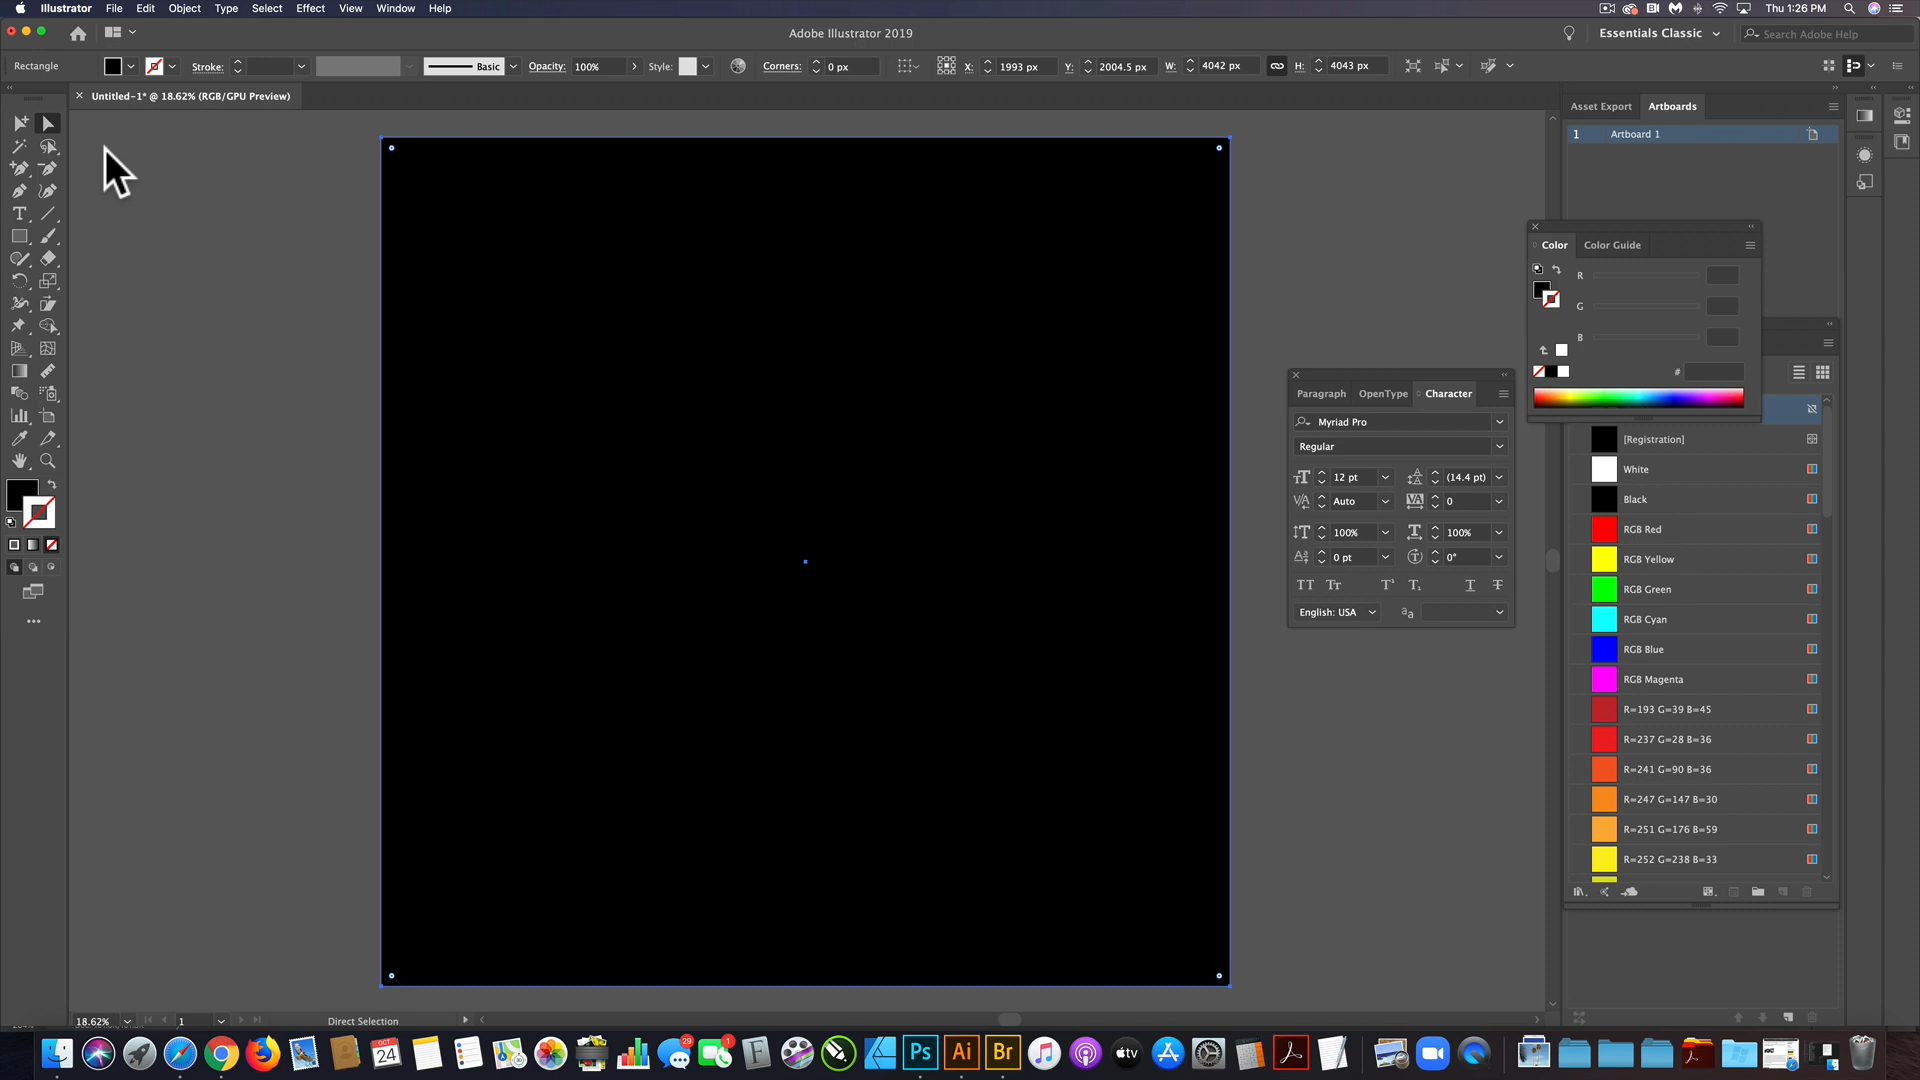 Illustrator File Edit Object Type Select Effect View Window Help Thu 1:26 PM
Adobe Illustrator 2019 Essentials Classic Search Adobe Help
Rectangle Stroke: Basic Opacity: 100% Style: Corners: 0 px X: 1993 px Y: 2004.5 px W: 4042 px H: 4043 px
Untitled-1* @ 18.62% (RGB/GPU Preview)
Asset Export Artboards
1 Artboard 1
Color Color Guide
R
G
B
#
Paragraph OpenType Character
Myriad Pro
Regular
12 pt (14.4 pt)
Auto 0
100% 100%
0 pt 0°
English: USA
[Registration]
White
Black
RGB Red
RGB Yellow
RGB Green
RGB Cyan
RGB Blue
RGB Magenta
R=193 G=39 B=45
R=237 G=28 B=36
R=241 G=90 B=36
R=247 G=147 B=30
R=251 G=176 B=59
R=252 G=238 B=33
18.62% 1 Direct Selection
OCT
24
29
1
Ps Ai Br
tv